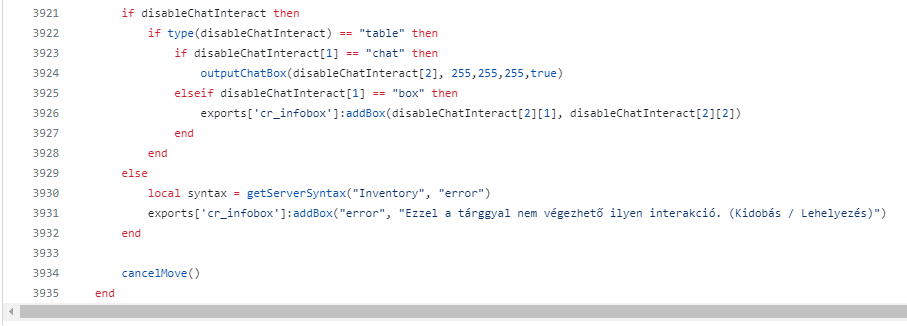 3921 if disableChatInteract then
3922 if type(disableChatInteract) == "table" then
3923 if disableChatInteract[1] == "chat" then
3924 outputChatBox(disableChatInteract[2], 255,255,255,true)
3925 elseif disableChatInteract[1] == "box" then
3926 exports['cr_infobox']:addBox(disableChatInteract[2][1], disableChatInteract[2][2])
3927 end
3928 end
3929 else
3930 local syntax = getServerSyntax("Inventory", "error")
3931 exports['cr_infobox']:addBox("error", "Ezzel a tárggyal nem végezhető ilyen interakció. (Kidobás / Lehelyezés)")
3932 end
3933
3934 cancelMove()
3935 end